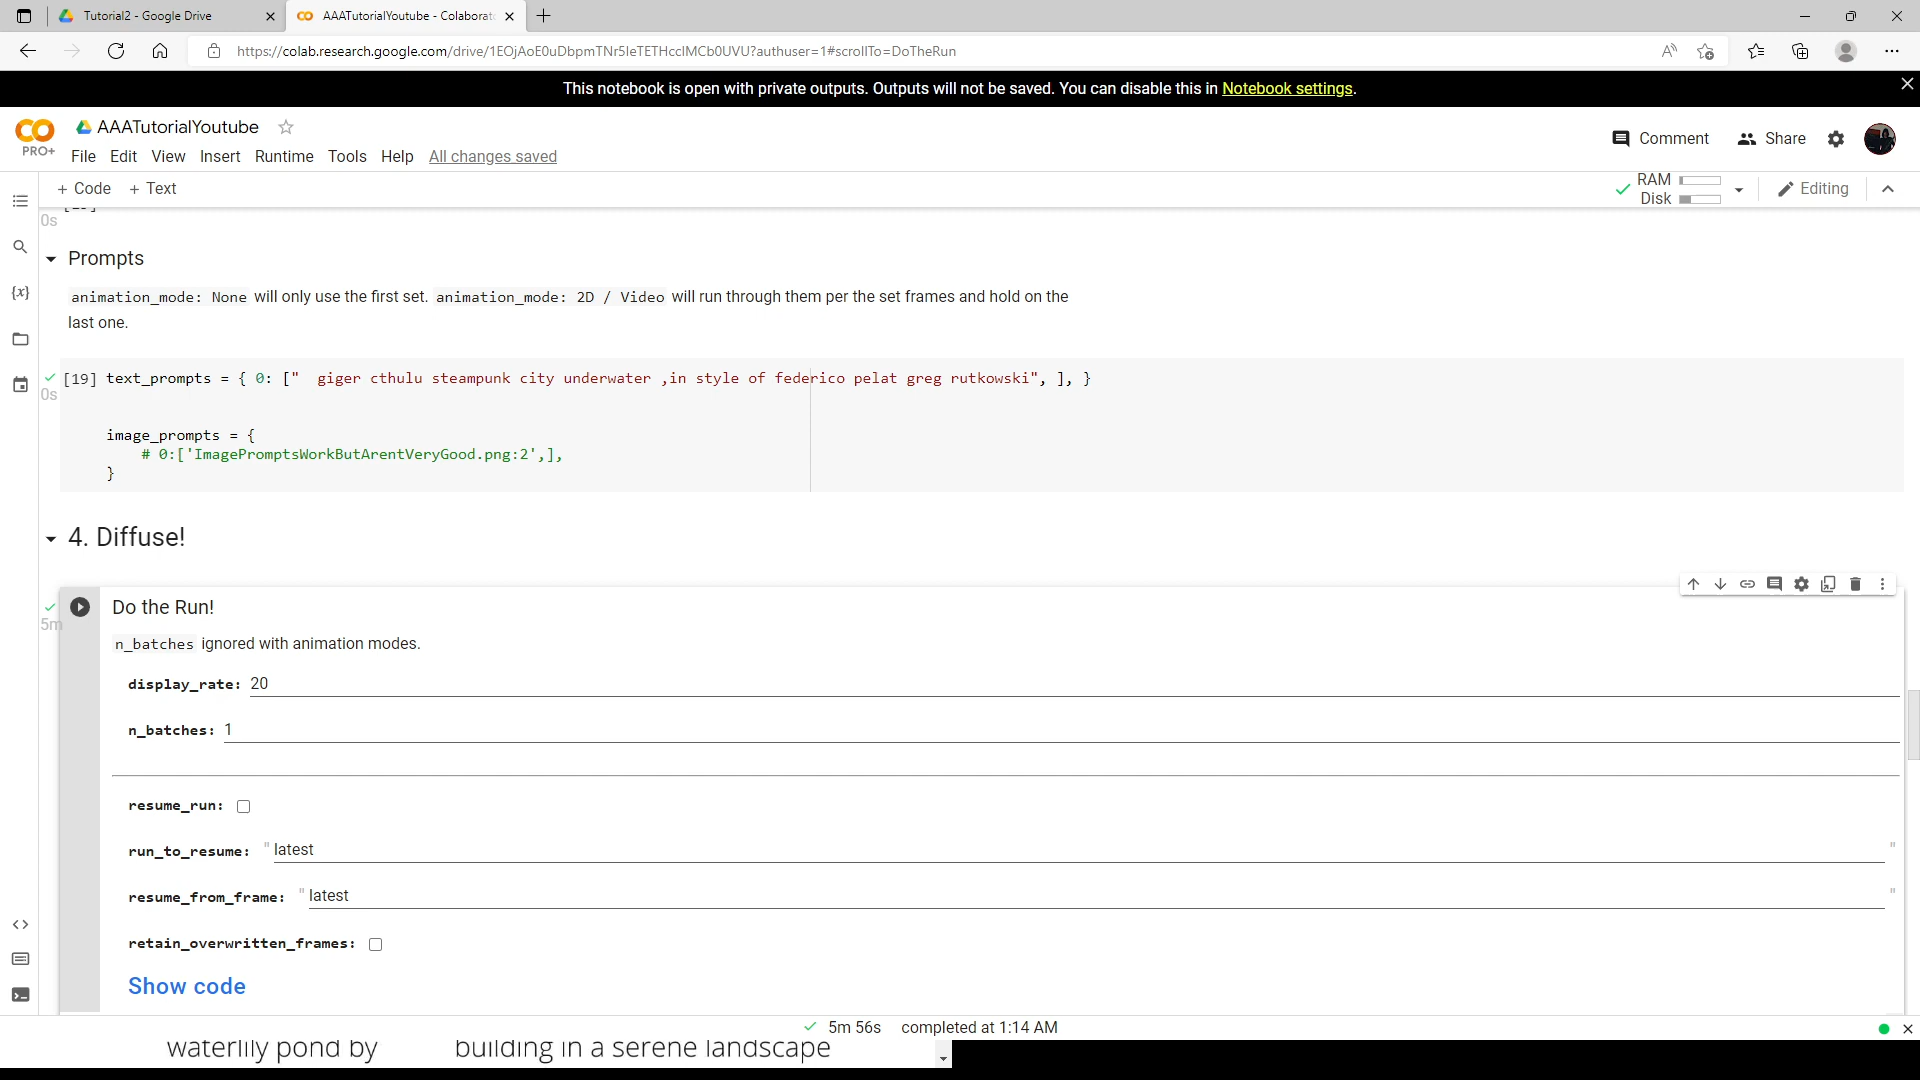 Tutorial2 - Google Drive
AAATutorialYoutube - Colaborat
https://colab.research.google.com/drive/1EOjAoE0uDbpmTNr5IeTETHccIMCb0UVU?authuser=1#scrollTo=DoTheRun
This notebook is open with private outputs. Outputs will not be saved. You can disable this in Notebook settings.
PRO+
AAATutorialYoutube
File Edit View Insert Runtime Tools Help All changes saved
Comment
Share
+ Code + Text
RAM
Disk
Editing
0s
Prompts
animation_mode: None will only use the first set. animation_mode: 2D / Video will run through them per the set frames and hold on the
last one.
[19] text_prompts = { 0: ["  giger cthulu steampunk city underwater ,in style of federico pelat greg rutkowski", ], }
0s
image_prompts = {
# 0:['ImagePromptsWorkButArentVeryGood.png:2',],
}
4. Diffuse!
Do the Run!
5m
n_batches ignored with animation modes.
display_rate: 20
n_batches: 1
resume_run:
run_to_resume: "latest"
resume_from_frame: "latest"
retain_overwritten_frames:
Show code
5m 56s completed at 1:14 AM
waterlily pond by building in a serene landscape